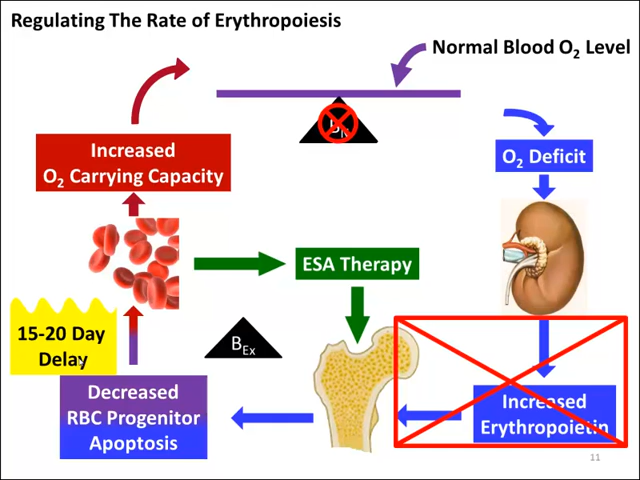 Regulating The Rate of Erythropoiesis
Normal Blood O₂ Level
Increased
O₂ Carrying Capacity
O₂ Deficit
ESA Therapy
15-20 Day
Delay
B_Ex
Decreased
RBC Progenitor
Apoptosis
Increased
Erythropoietin
11